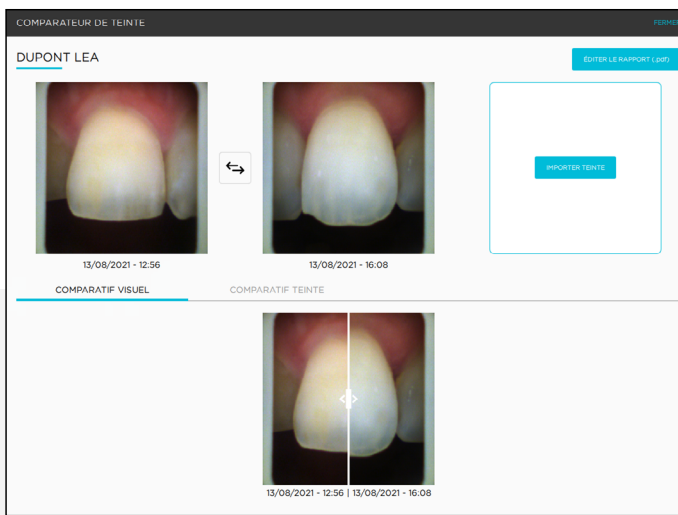 COMPARATEUR DE TEINTE
FERMER
DUPONT LEA
ÉDITER LE RAPPORT (.pdf)
IMPORTER TEINTE
13/08/2021 - 12:56
13/08/2021 - 16:08
COMPARATIF VISUEL
COMPARATIF TEINTE
13/08/2021 - 12:56 | 13/08/2021 - 16:08